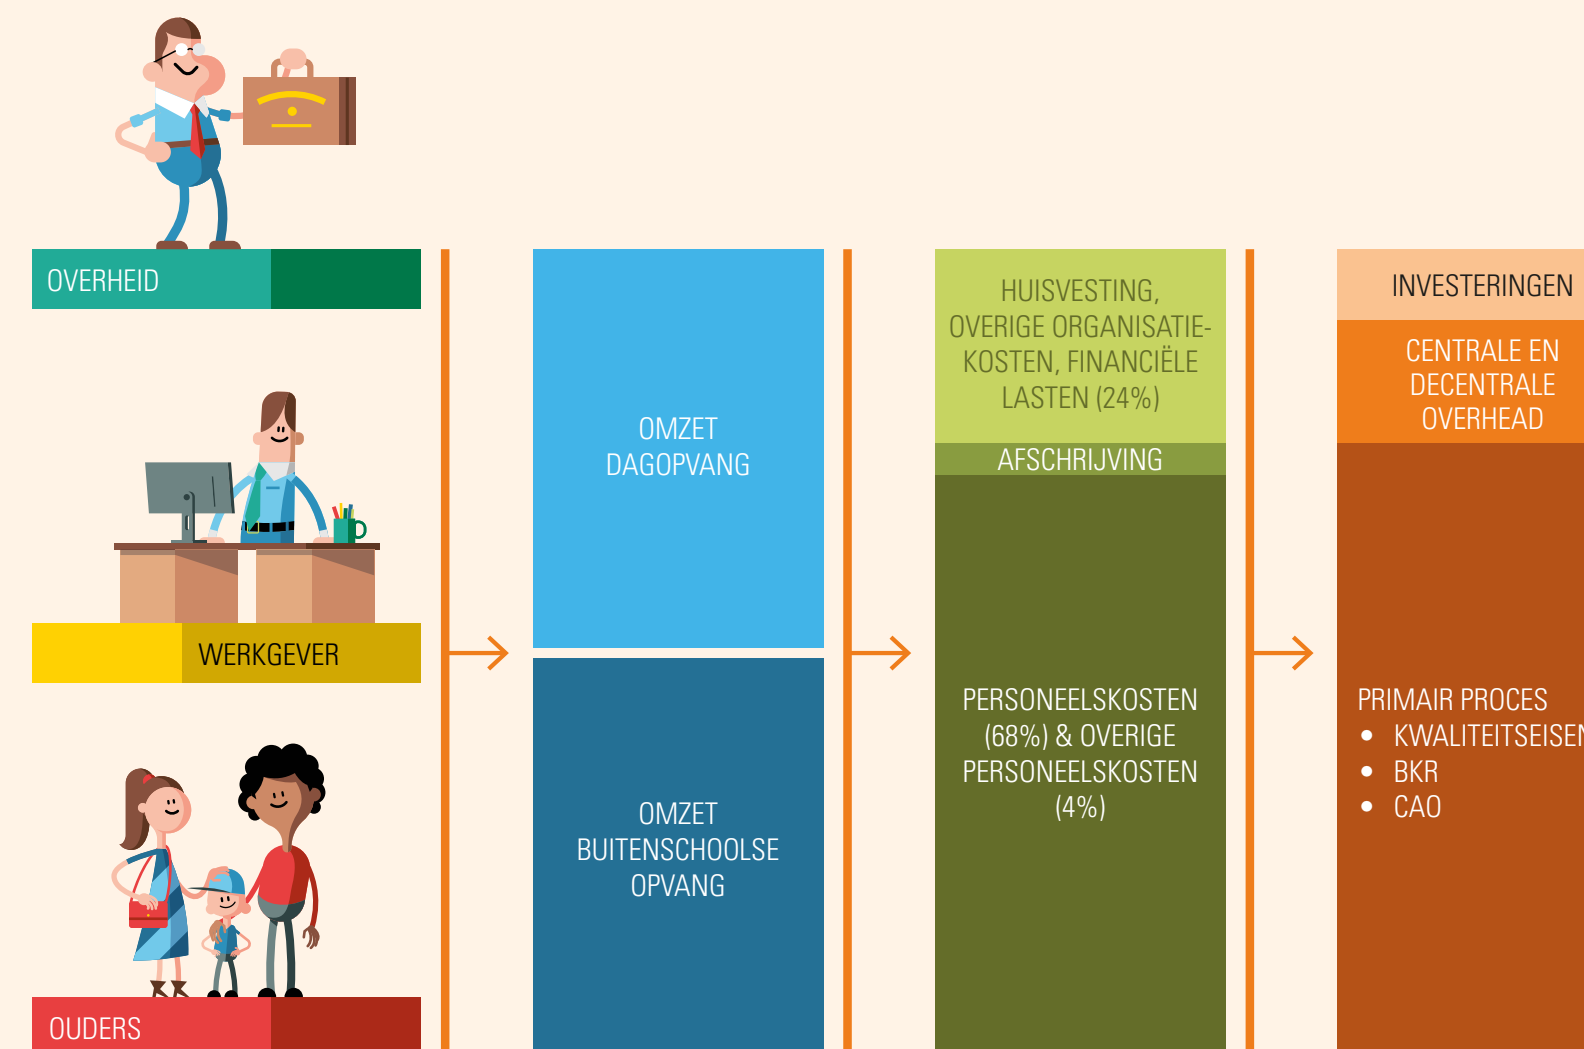 OVERHEID
WERKGEVER
OUDERS
OMZET
DAGOPVANG
OMZET
BUITENSCHOOLSE
OPVANG
HUISVESTING,
OVERIGE ORGANISATIE-
KOSTEN, FINANCIËLE
LASTEN (24%)
AFSCHRIJVING
PERSONEELSKOSTEN
(68%) & OVERIGE
PERSONEELSKOSTEN
(4%)
INVESTERINGEN
CENTRALE EN
DECENTRALE
OVERHEAD
PRIMAIR PROCES
• KWALITEITSEISEN
• BKR
• CAO